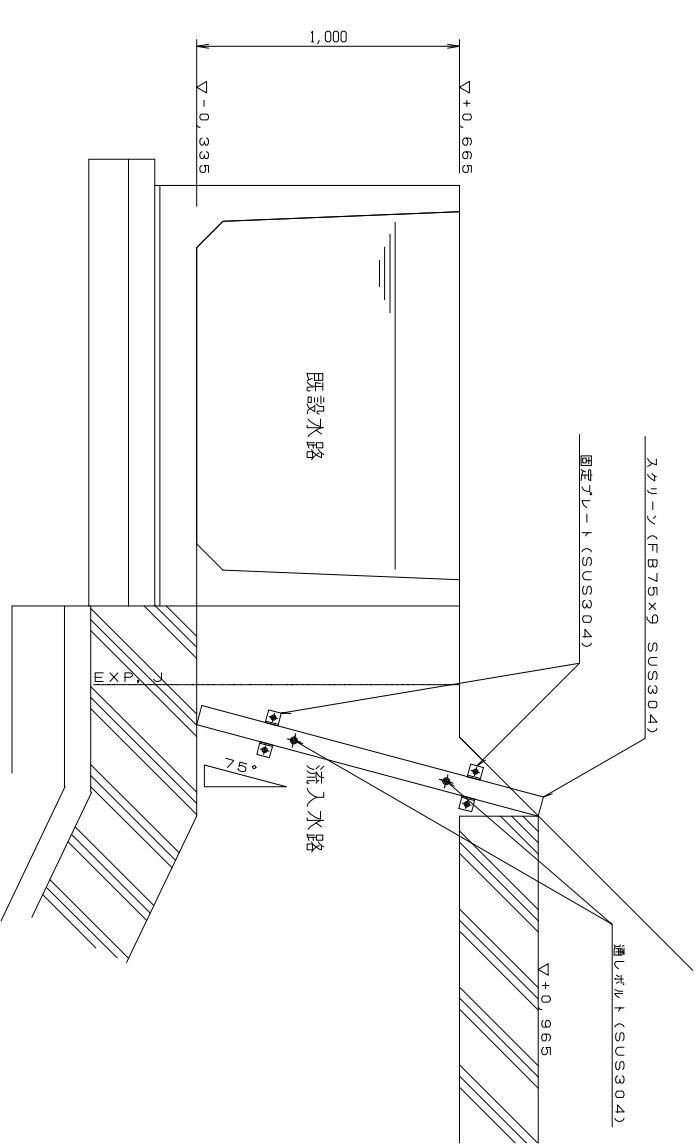 スクリーン(FB75×9 SUS304)
固定プレート(SUS304)
通しボルト(SUS304)
▽+0,965
▽+0,665
1,000
▽-0,335
既設水路
流入水路
75°
EXP, J